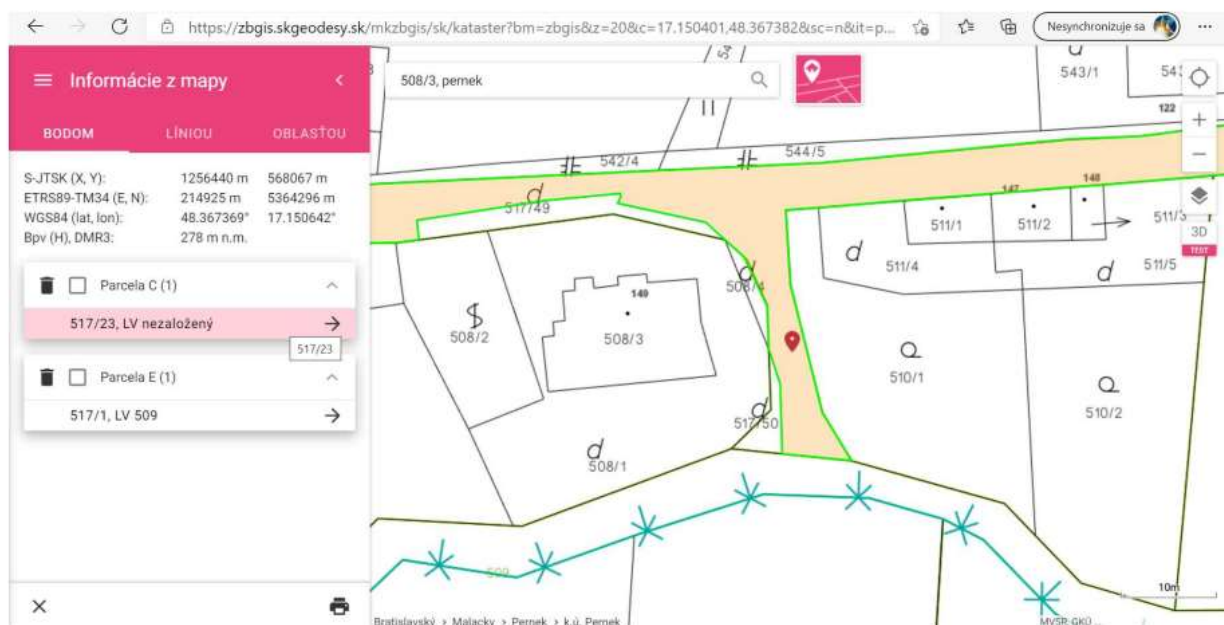 https://zbgis.skgeodesy.sk/mkzbgis/sk/kataster?bm=zbgis&z=20&c=17.150401,48.367382&sc=n&it=p...
Nesynchronizuje sa
Informácie z mapy
508/3, pernek
BODOM
LÍNIOU
OBLASŤOU
S-JTSK (X, Y): 1256440 m 568067 m
ETRS89-TM34 (E, N): 214925 m 5364296 m
WGS84 (lat, lon): 48.367369° 17.150642°
Bpv (H), DMR3: 278 m n.m.
Parcela C (1)
517/23, LV nezaložený
517/23
Parcela E (1)
517/1, LV 509
543/1
122
542/4
544/5
3D
TEST
517/49
147
148
511/1
511/2
511/3
511/4
511/5
508/4
149
508/2
508/3
510/1
510/2
517/50
508/1
509
10m
Bratislavský > Malacky > Pernek > k.ú. Pernek
MVSR GKÚ ...